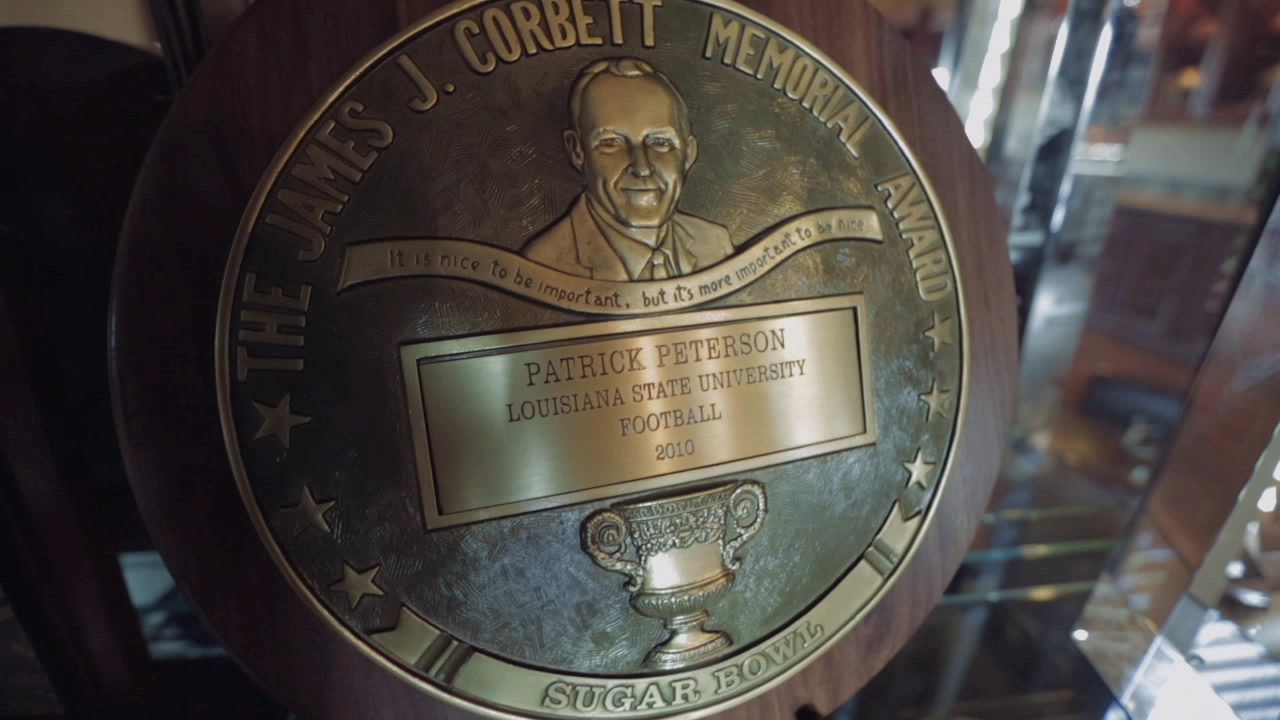 THE JAMES J. CORBETT MEMORIAL AWARD
It is nice to be important, but it's more important to be nice
PATRICK PETERSON
LOUISIANA STATE UNIVERSITY
FOOTBALL
2010
SUGAR BOWL